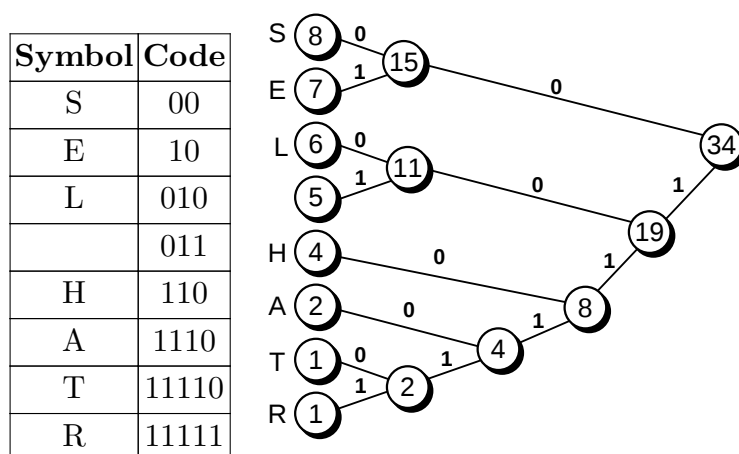 Symbol Code
S 00
E 10
L 010
011
H 110
A 1110
T 11110
R 11111
S 8 0
15
E 7 1
0
34
L 6 0
11
5 1
0
1
19
H 4 0
1
8
A 2 0
1
4
T 1 0
1
2
R 1 1